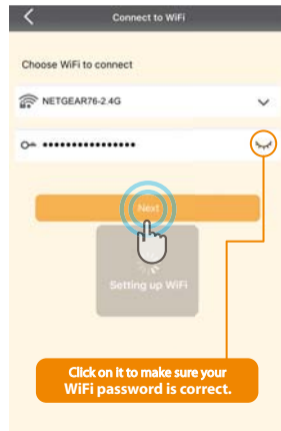 Connect to WiFi
Choose WiFi to connect
NETGEAR76-2.4G
••••••••••••••••
Next
Setting up WiFi
Click on it to make sure your
WiFi password is correct.